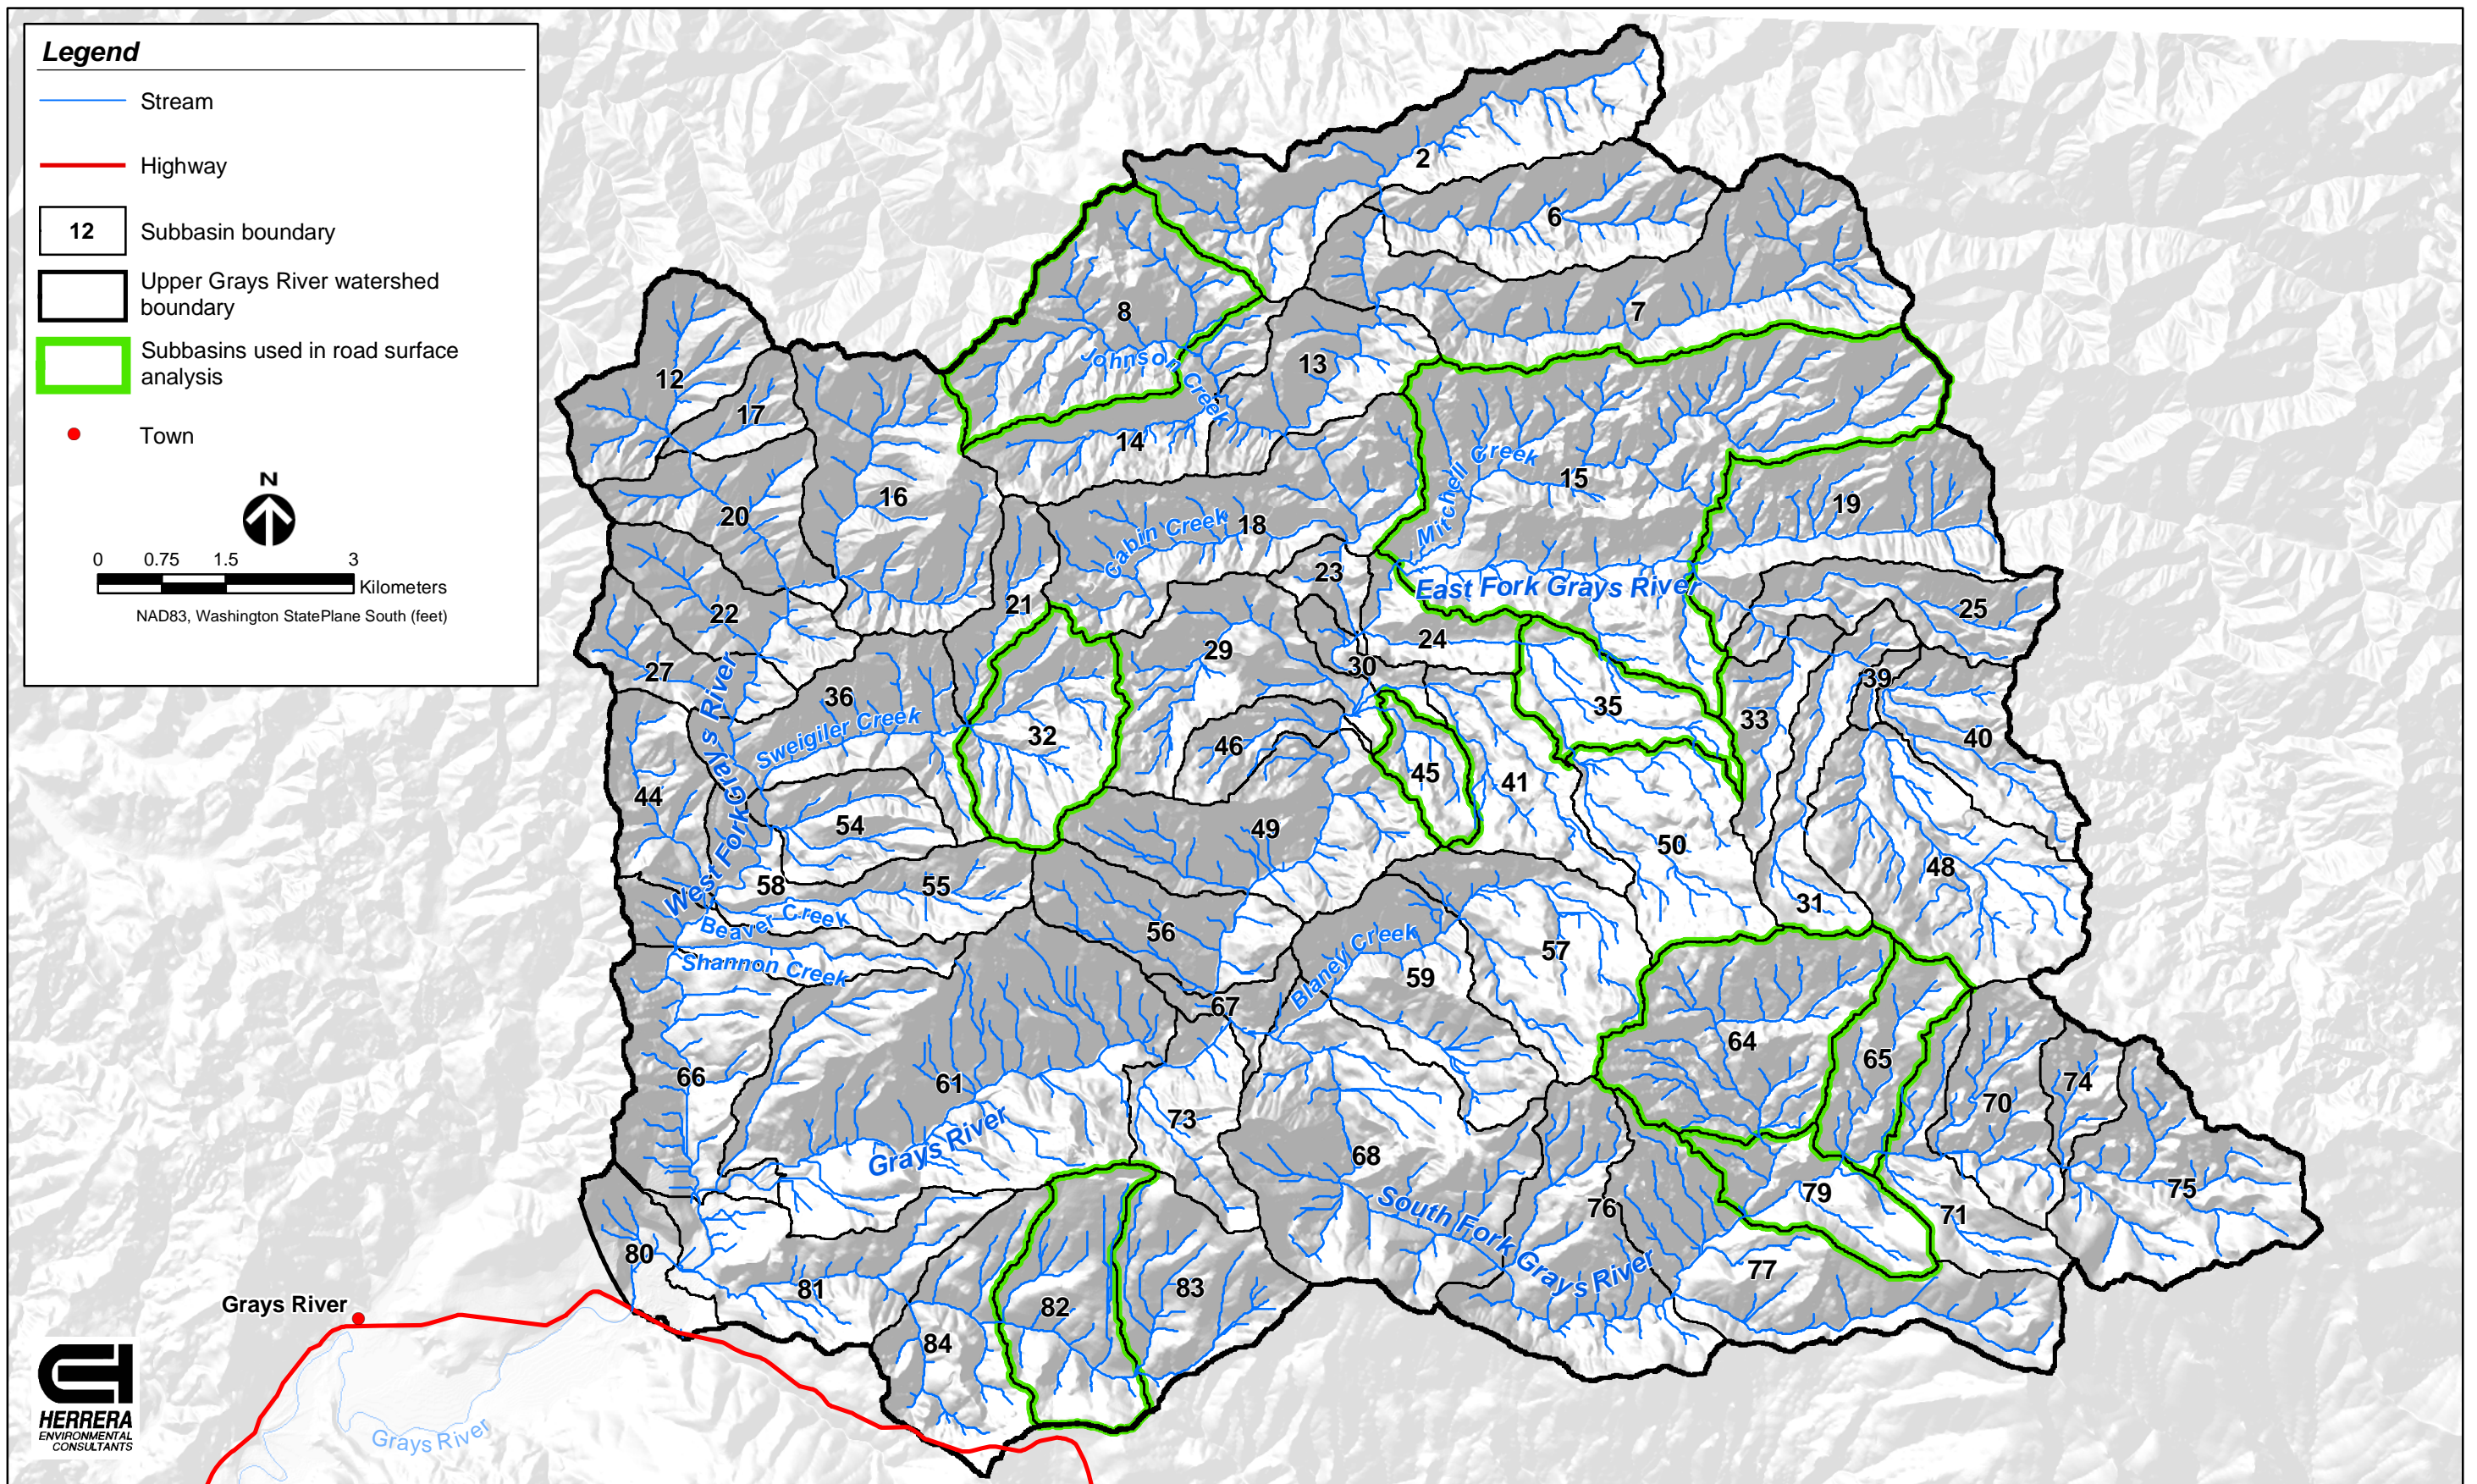 Legend
Stream
Highway
12
Subbasin boundary
Upper Grays River watershed
boundary
Subbasins used in road surface
analysis
Town
N
0 0.75 1.5 3
Kilometers
NAD83, Washington StatePlane South (feet)
2
6
7
8
Johnson Creek
13
12
17
14
16
Mitchell Creek
15
19
20
18
Cabin Creek
23
East Fork Grays River
25
21
22
24
29
30
27
36
39
35
33
40
Sweigiler Creek
32
46
45
41
44
West Fork Grays River
54
49
50
48
58
55
31
Beaver Creek
56
Blaney Creek
57
Shannon Creek
59
67
64
65
66
61
70
74
73
Grays River
68
South Fork Grays River
76
79
71
75
80
77
81
83
82
84
Grays River
Grays River
HERRERA
ENVIRONMENTAL
CONSULTANTS